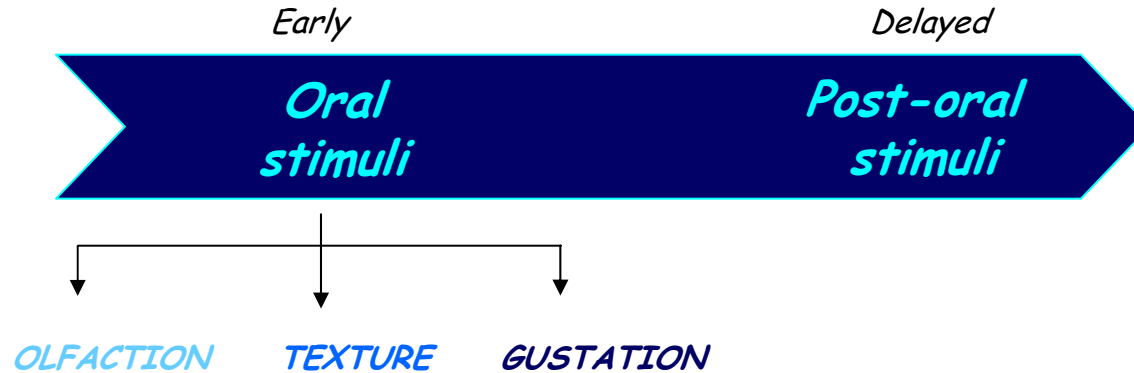 Early
Delayed
Oral
stimuli
Post-oral
stimuli
OLFACTION
TEXTURE
GUSTATION